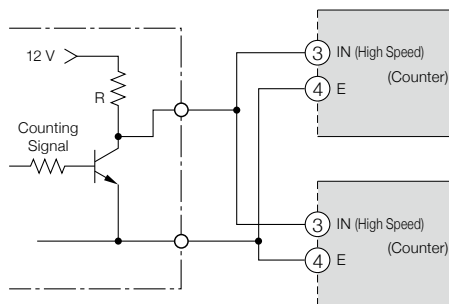 12 V
R
Counting
Signal
3 IN (High Speed)
(Counter)
4 E
3 IN (High Speed)
(Counter)
4 E